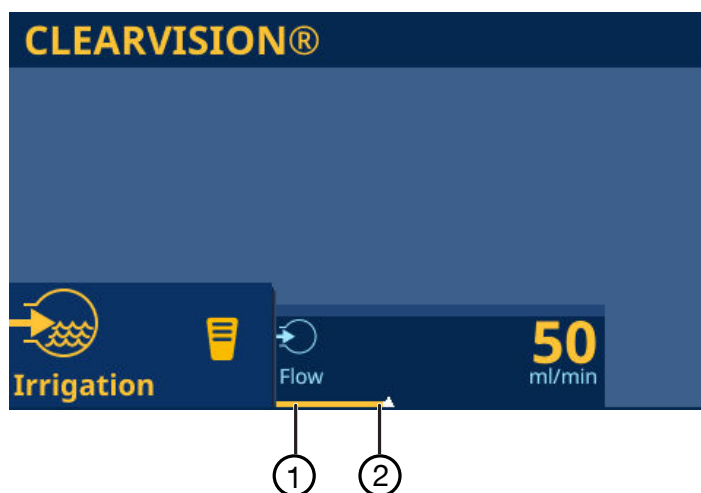 CLEARVISION®
Irrigation
Flow
50
ml/min
1
2